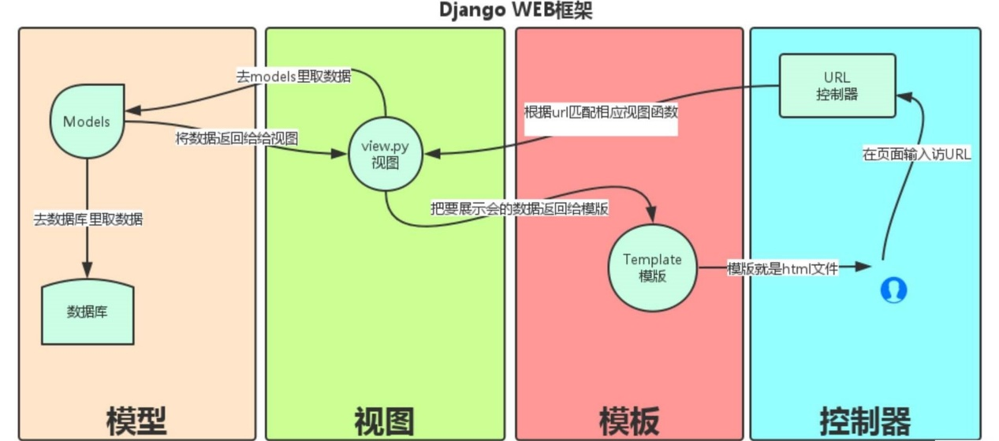 Django WEB框架
去models里取数据
URL
控制器
Models
根据url匹配相应视图函数
将数据返回给给视图
view.py
视图
在页面输入访URL
去数据库里取数据
把要展示会的数据返回给模版
Template
模版
模版就是html文件
数据库
模型
视图
模板
控制器